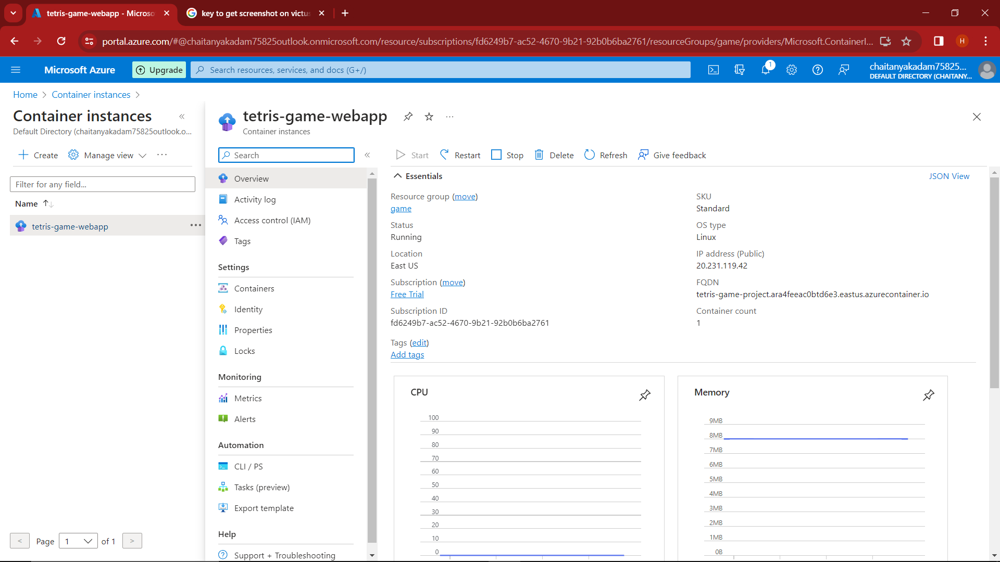 tetris-game-webapp - Microso
key to get screenshot on victus
portal.azure.com/#@chaitanyakadam75825outlook.onmicrosoft.com/resource/subscriptions/fd6249b7-ac52-4670-9b21-92b0b6ba2761/resourceGroups/game/providers/Microsoft.ContainerI...
H
Microsoft Azure
Upgrade
Search resources, services, and docs (G+/)
1
chaitanyakadam75825...
DEFAULT DIRECTORY (CHAITANY...
Home > Container instances >
Container instances
Default Directory (chaitanyakadam75825outlook.o...
Create
Manage view
Filter for any field...
Name
tetris-game-webapp
< Page 1 of 1 >
tetris-game-webapp
Container instances
Search
Overview
Activity log
Access control (IAM)
Tags
Settings
Containers
Identity
Properties
Locks
Monitoring
Metrics
Alerts
Automation
CLI / PS
Tasks (preview)
Export template
Help
Support + Troubleshooting
Start
Restart
Stop
Delete
Refresh
Give feedback
Essentials
JSON View
Resource group (move)
game
Status
Running
Location
East US
Subscription (move)
Free Trial
Subscription ID
fd6249b7-ac52-4670-9b21-92b0b6ba2761
Tags (edit)
Add tags
SKU
Standard
OS type
Linux
IP address (Public)
20.231.119.42
FQDN
tetris-game-project.ara4feeac0btd6e3.eastus.azurecontainer.io
Container count
1
CPU
100
90
80
70
60
50
40
30
20
10
0
Memory
9MB
8MB
7MB
6MB
5MB
4MB
3MB
2MB
1MB
0B